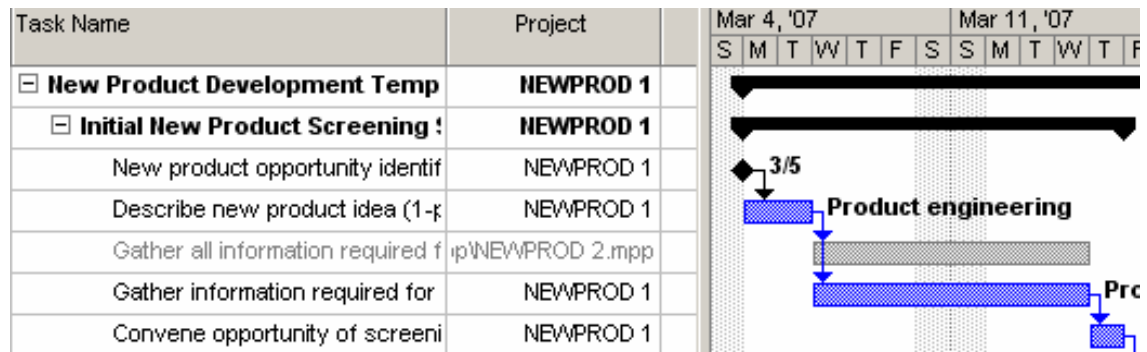 Task Name Project Mar 4, '07 Mar 11, '07
S M T W T F S S M T W T F
New Product Development Temp NEWPROD 1
Initial New Product Screening NEWPROD 1
New product opportunity identif NEWPROD 1 3/5
Describe new product idea (1-p NEWPROD 1 Product engineering
Gather all information required f p\NEWPROD 2.mpp
Gather information required for NEWPROD 1 Pro
Convene opportunity of screeni NEWPROD 1